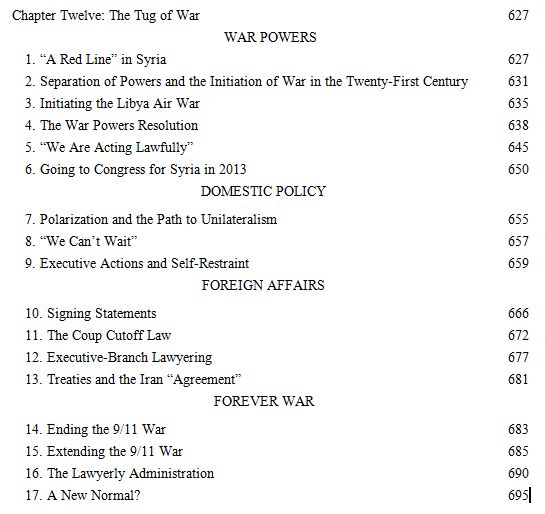 Chapter Twelve: The Tug of War 627
WAR POWERS
1. “A Red Line” in Syria 627
2. Separation of Powers and the Initiation of War in the Twenty-First Century 631
3. Initiating the Libya Air War 635
4. The War Powers Resolution 638
5. “We Are Acting Lawfully” 645
6. Going to Congress for Syria in 2013 650
DOMESTIC POLICY
7. Polarization and the Path to Unilateralism 655
8. “We Can’t Wait” 657
9. Executive Actions and Self-Restraint 659
FOREIGN AFFAIRS
10. Signing Statements 666
11. The Coup Cutoff Law 672
12. Executive-Branch Lawyering 677
13. Treaties and the Iran “Agreement” 681
FOREVER WAR
14. Ending the 9/11 War 683
15. Extending the 9/11 War 685
16. The Lawyerly Administration 690
17. A New Normal? 695